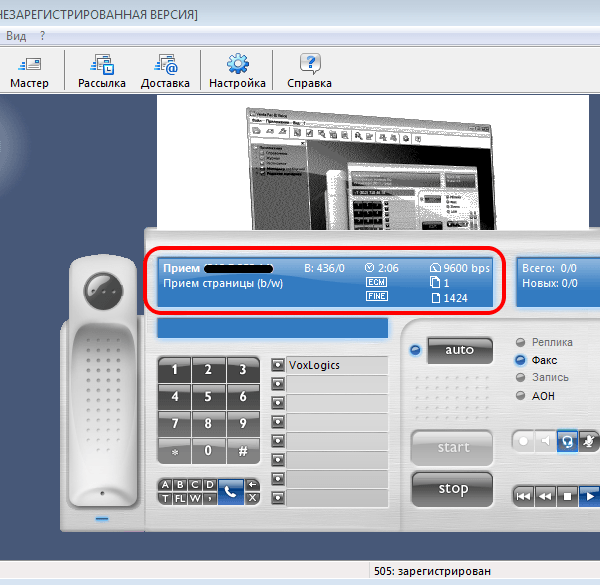 НЕЗАРЕГИСТРИРОВАННАЯ ВЕРСИЯ]
Вид ?
Мастер Рассылка Доставка Настройка Справка
Прием B: 436/0 2:06 9600 bps
Прием страницы (b/w) ECM 1
FINE 1424
Всего: 0/0
Новых: 0/0
auto
Реплика
Факс
Запись
АОН
VoxLogics
1 2 3
4 5 6
7 8 9
* 0 #
start
stop
A B C D ←
T FL W , X
505: зарегистрирован